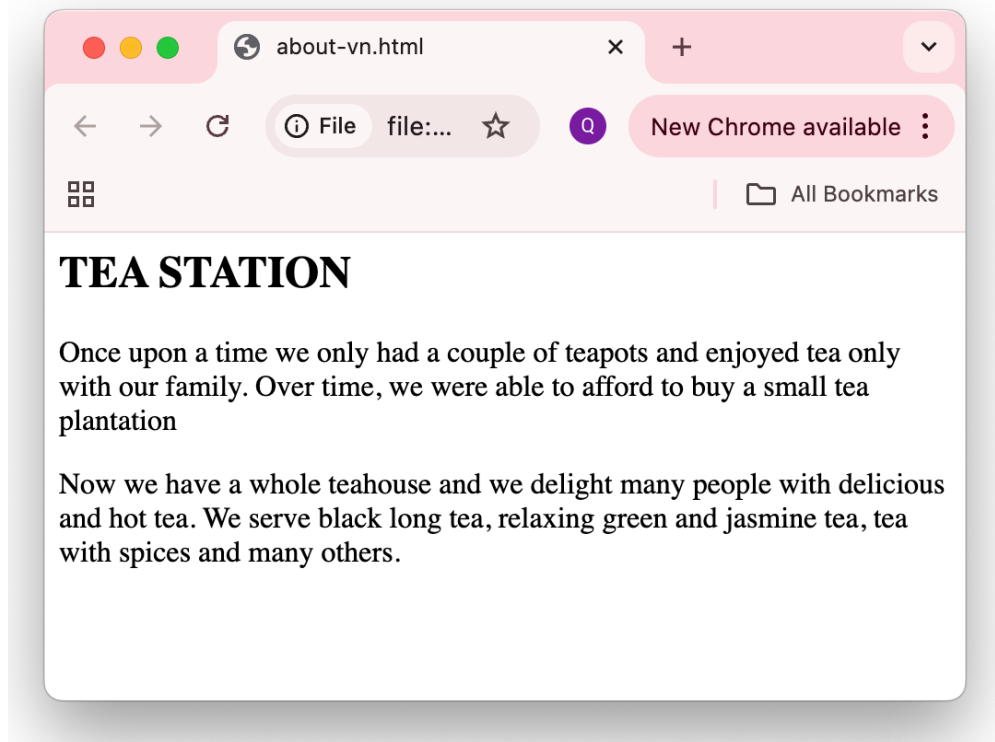 about-vn.html
File file:...
Q
New Chrome available
All Bookmarks
TEA STATION
Once upon a time we only had a couple of teapots and enjoyed tea only
with our family. Over time, we were able to afford to buy a small tea
plantation
Now we have a whole teahouse and we delight many people with delicious
and hot tea. We serve black long tea, relaxing green and jasmine tea, tea
with spices and many others.